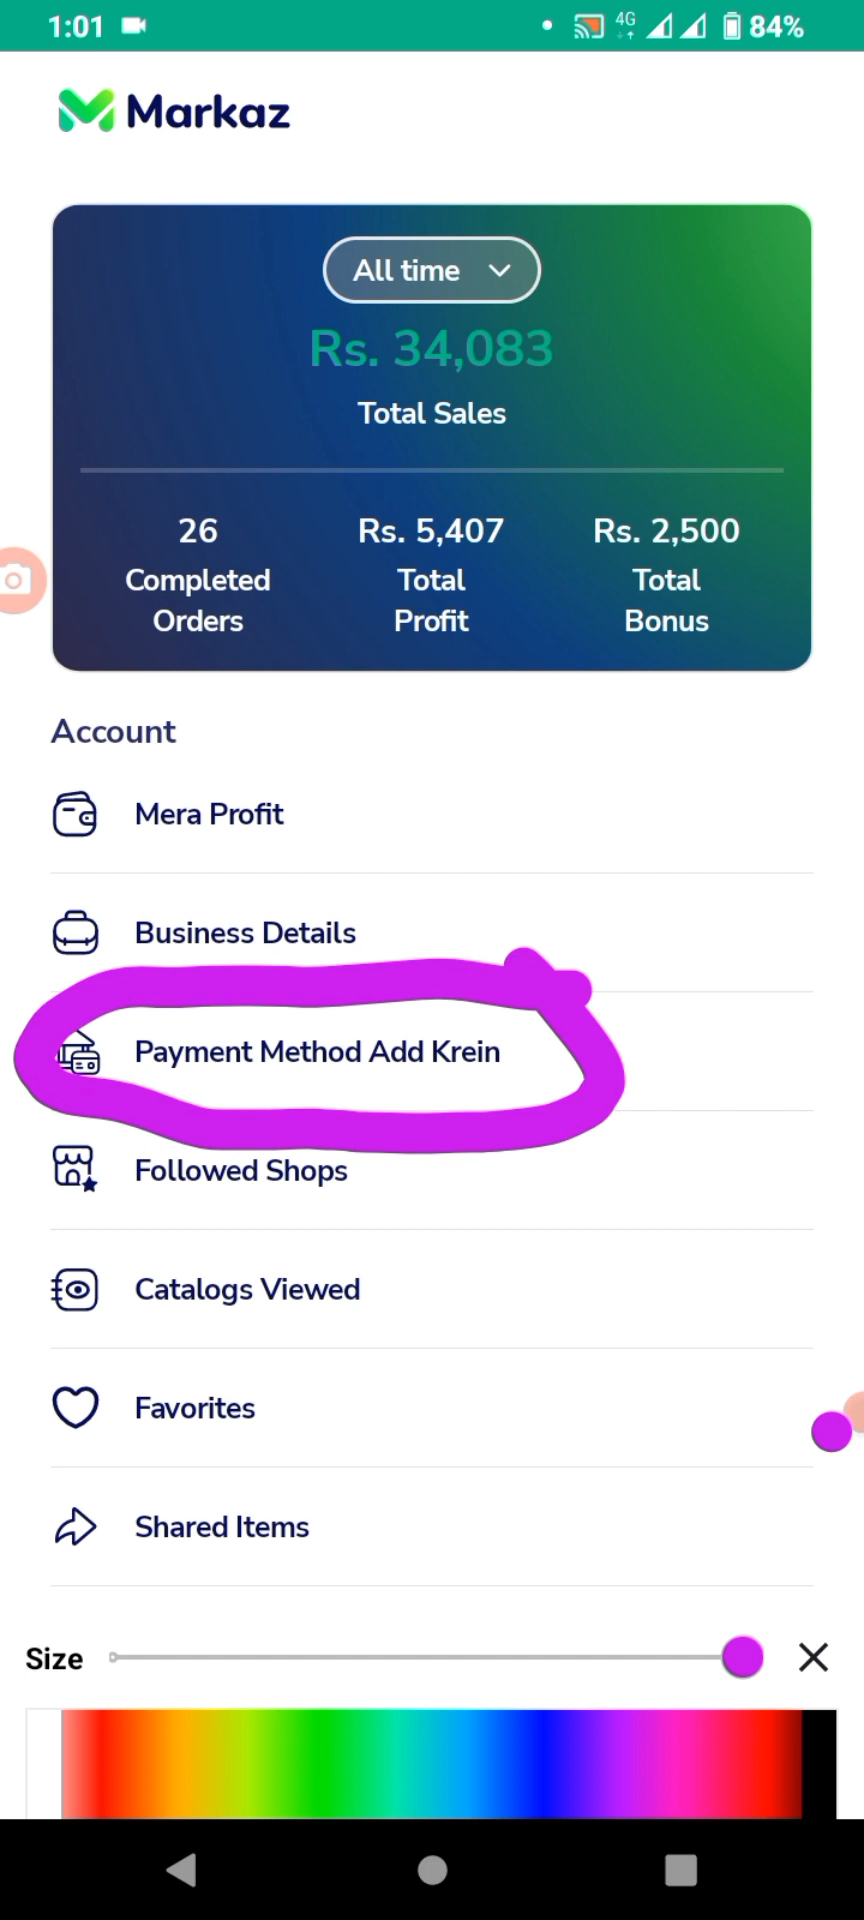 1:01
4G
84%
Markaz
All time
Rs. 34,083
Total Sales
26
Completed
Orders
Rs. 5,407
Total
Profit
Rs. 2,500
Total
Bonus
Account
Mera Profit
Business Details
Payment Method Add Krein
Followed Shops
Catalogs Viewed
Favorites
Shared Items
Size